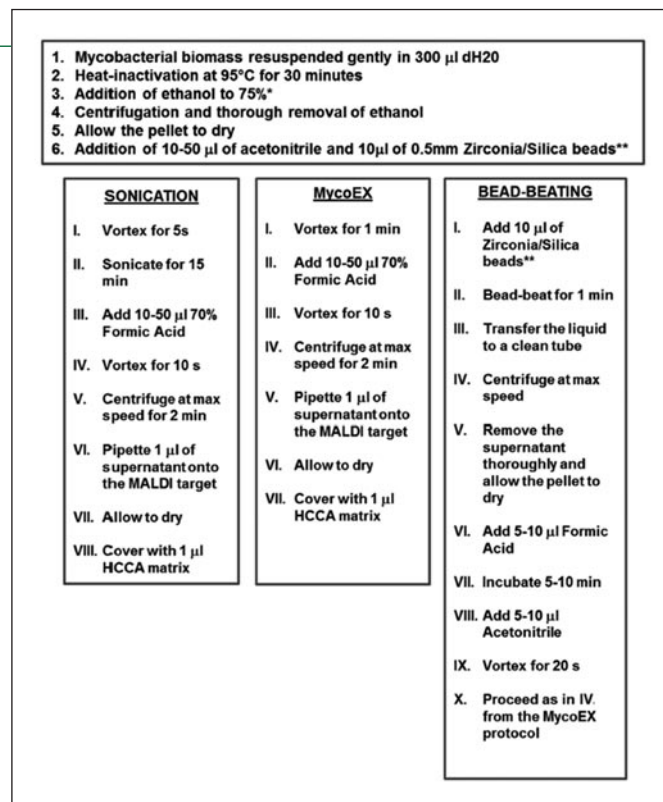 1. Mycobacterial biomass resuspended gently in 300 µl dH20
2. Heat-inactivation at 95ºC for 30 minutes
3. Addition of ethanol to 75%*
4. Centrifugation and thorough removal of ethanol
5. Allow the pellet to dry
6. Addition of 10-50 µl of acetonitrile and 10µl of 0.5mm Zirconia/Silica beads**
SONICATION
I. Vortex for 5s
II. Sonicate for 15
min
III. Add 10-50 µl 70%
Formic Acid
IV. Vortex for 10 s
V. Centrifuge at max
speed for 2 min
VI. Pipette 1 µl of
supernatant onto
the MALDI target
VII. Allow to dry
VIII. Cover with 1 µl
HCCA matrix
MycoEX
I. Vortex for 1 min
II. Add 10-50 µl 70%
Formic Acid
III. Vortex for 10 s
IV. Centrifuge at max
speed for 2 min
V. Pipette 1 µl of
supernatant onto
the MALDI target
VI. Allow to dry
VII. Cover with 1 µl
HCCA matrix
BEAD-BEATING
I. Add 10 µl of
Zirconia/Silica
beads**
II. Bead-beat for 1 min
III. Transfer the liquid
to a clean tube
IV. Centrifuge at max
speed
V. Remove the
supernatant
thoroughly and
allow the pellet to
dry
VI. Add 5-10 µl Formic
Acid
VII. Incubate 5-10 min
VIII. Add 5-10 µl
Acetonitrile
IX. Vortex for 20 s
X. Proceed as in IV.
from the MycoEX
protocol